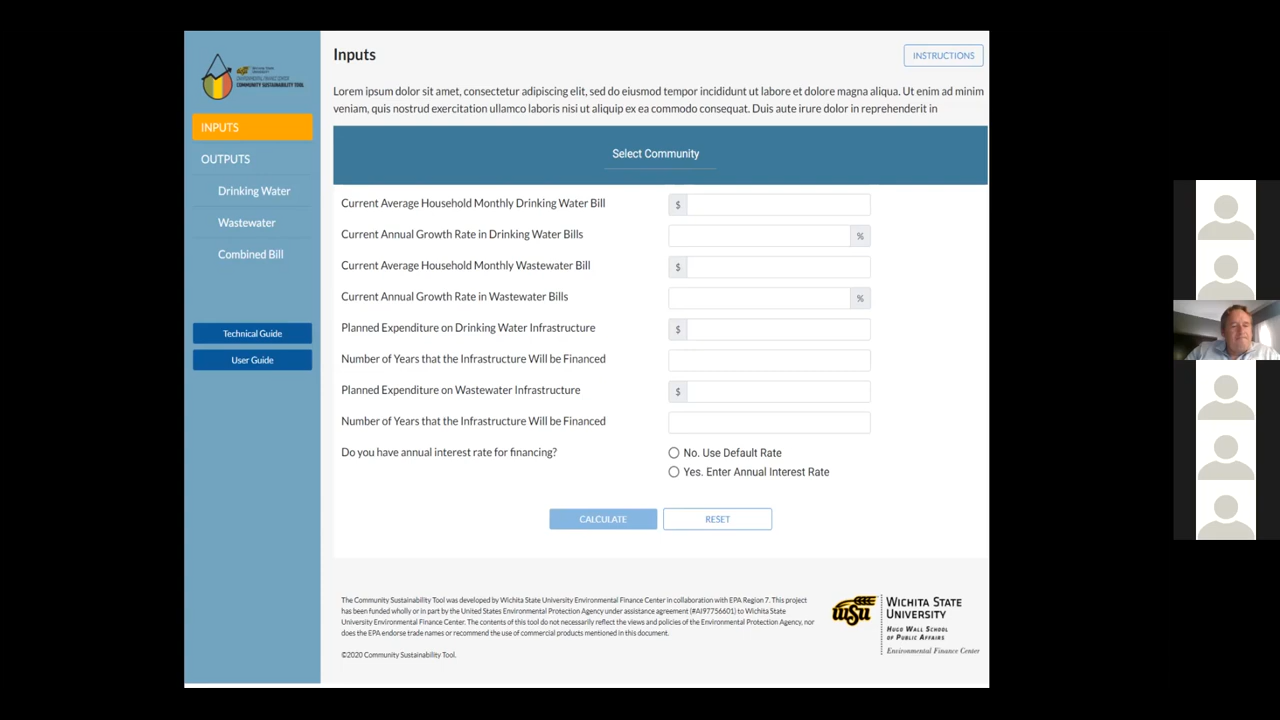 WICHITA STATE
UNIVERSITY
COMMUNITY SUSTAINABILITY TOOL
INPUTS
OUTPUTS
Drinking Water
Wastewater
Combined Bill
Technical Guide
User Guide
Inputs
INSTRUCTIONS
Lorem ipsum dolor sit amet, consectetur adipiscing elit, sed do eiusmod tempor incididunt ut labore et dolore magna aliqua. Ut enim ad minim
veniam, quis nostrud exercitation ullamco laboris nisi ut aliquip ex ea commodo consequat. Duis aute irure dolor in reprehenderit in
Select Community
Current Average Household Monthly Drinking Water Bill $
Current Annual Growth Rate in Drinking Water Bills %
Current Average Household Monthly Wastewater Bill $
Current Annual Growth Rate in Wastewater Bills %
Planned Expenditure on Drinking Water Infrastructure $
Number of Years that the Infrastructure Will be Financed
Planned Expenditure on Wastewater Infrastructure $
Number of Years that the Infrastructure Will be Financed
Do you have annual interest rate for financing? No. Use Default Rate
Yes. Enter Annual Interest Rate
CALCULATE RESET
The Community Sustainability Tool was developed by Wichita State University Environmental Finance Center in collaboration with EPA Region 7. This project
has been funded wholly or in part by the United States Environmental Protection Agency under assistance agreement (#AI97756601) to Wichita State
University Environmental Finance Center. The contents of this tool do not necessarily reflect the views and policies of the Environmental Protection Agency, nor
does the EPA endorse trade names or recommend the use of commercial products mentioned in this document.
©2020 Community Sustainability Tool.
WSU
WICHITA STATE
UNIVERSITY
HUGO WALL SCHOOL
OF PUBLIC AFFAIRS
Environmental Finance Center